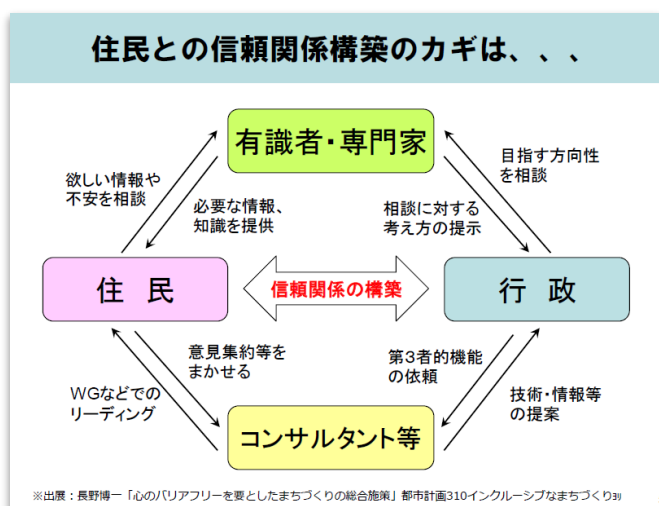 住民との信頼関係構築のカギは、、、
有識者・専門家
欲しい情報や
不安を相談
必要な情報、
知識を提供
相談に対する
考え方の提示
目指す方向性
を相談
住　民
信頼関係の構築
行　政
意見集約等を
まかせる
WGなどでの
リーディング
第3者的機能
の依頼
技術・情報等
の提案
コンサルタント等
※出展：長野博一「心のバリアフリーを要としたまちづくりの総合施策」都市計画310インクルーシブなまちづくりより